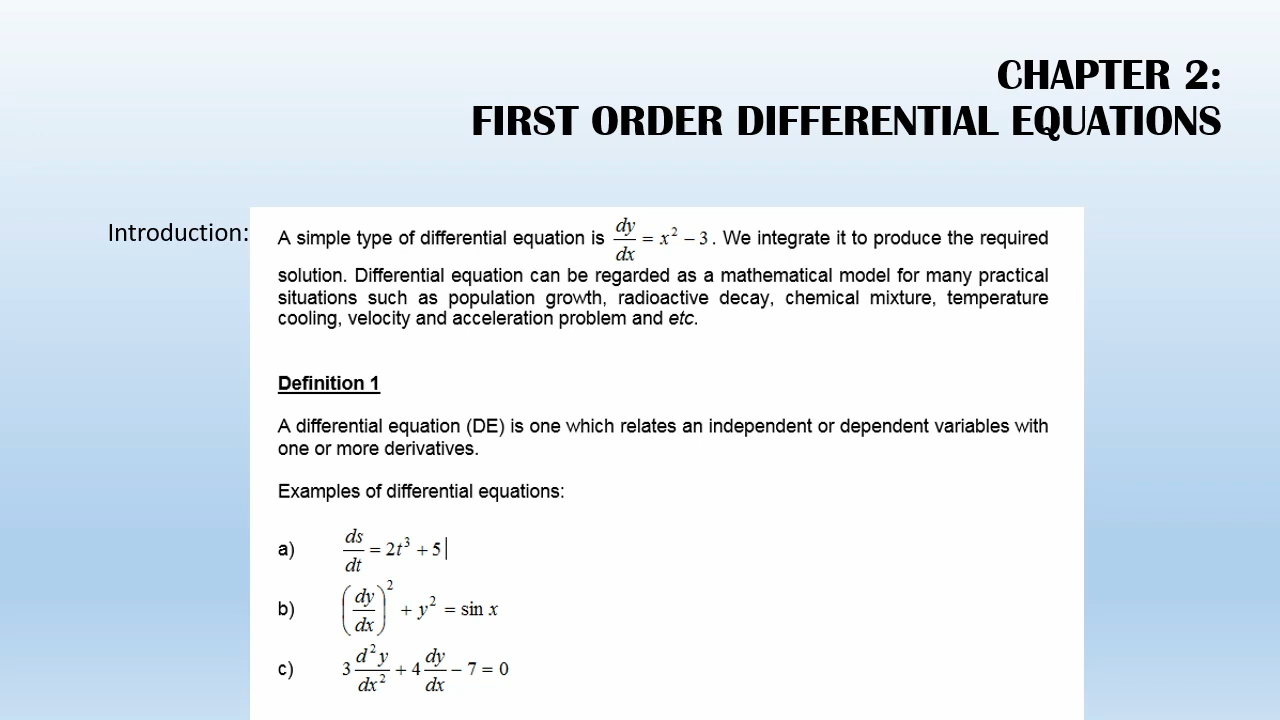 CHAPTER 2:
FIRST ORDER DIFFERENTIAL EQUATIONS
Introduction:
A simple type of differential equation is dy/dx = x² – 3. We integrate it to produce the required
solution. Differential equation can be regarded as a mathematical model for many practical
situations such as population growth, radioactive decay, chemical mixture, temperature
cooling, velocity and acceleration problem and etc.
Definition 1
A differential equation (DE) is one which relates an independent or dependent variables with
one or more derivatives.
Examples of differential equations:
a) ds/dt = 2t³ + 5
b) (dy/dx)² + y² = sin x
c) 3 d²y/dx² + 4 dy/dx – 7 = 0